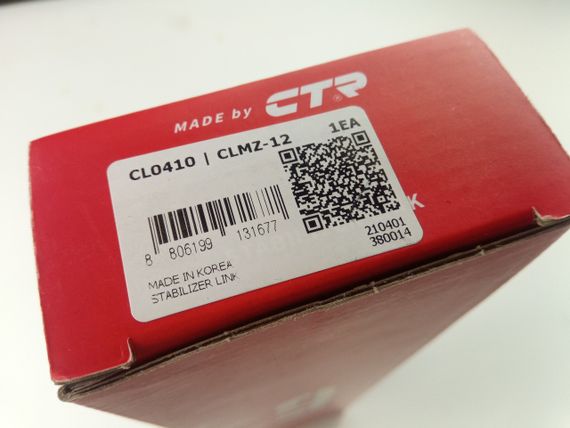 MADE by CTR
CL0410 | CLMZ-12
1EA
8 806199 131677
210401
380014
MADE IN KOREA
STABILIZER LINK
K